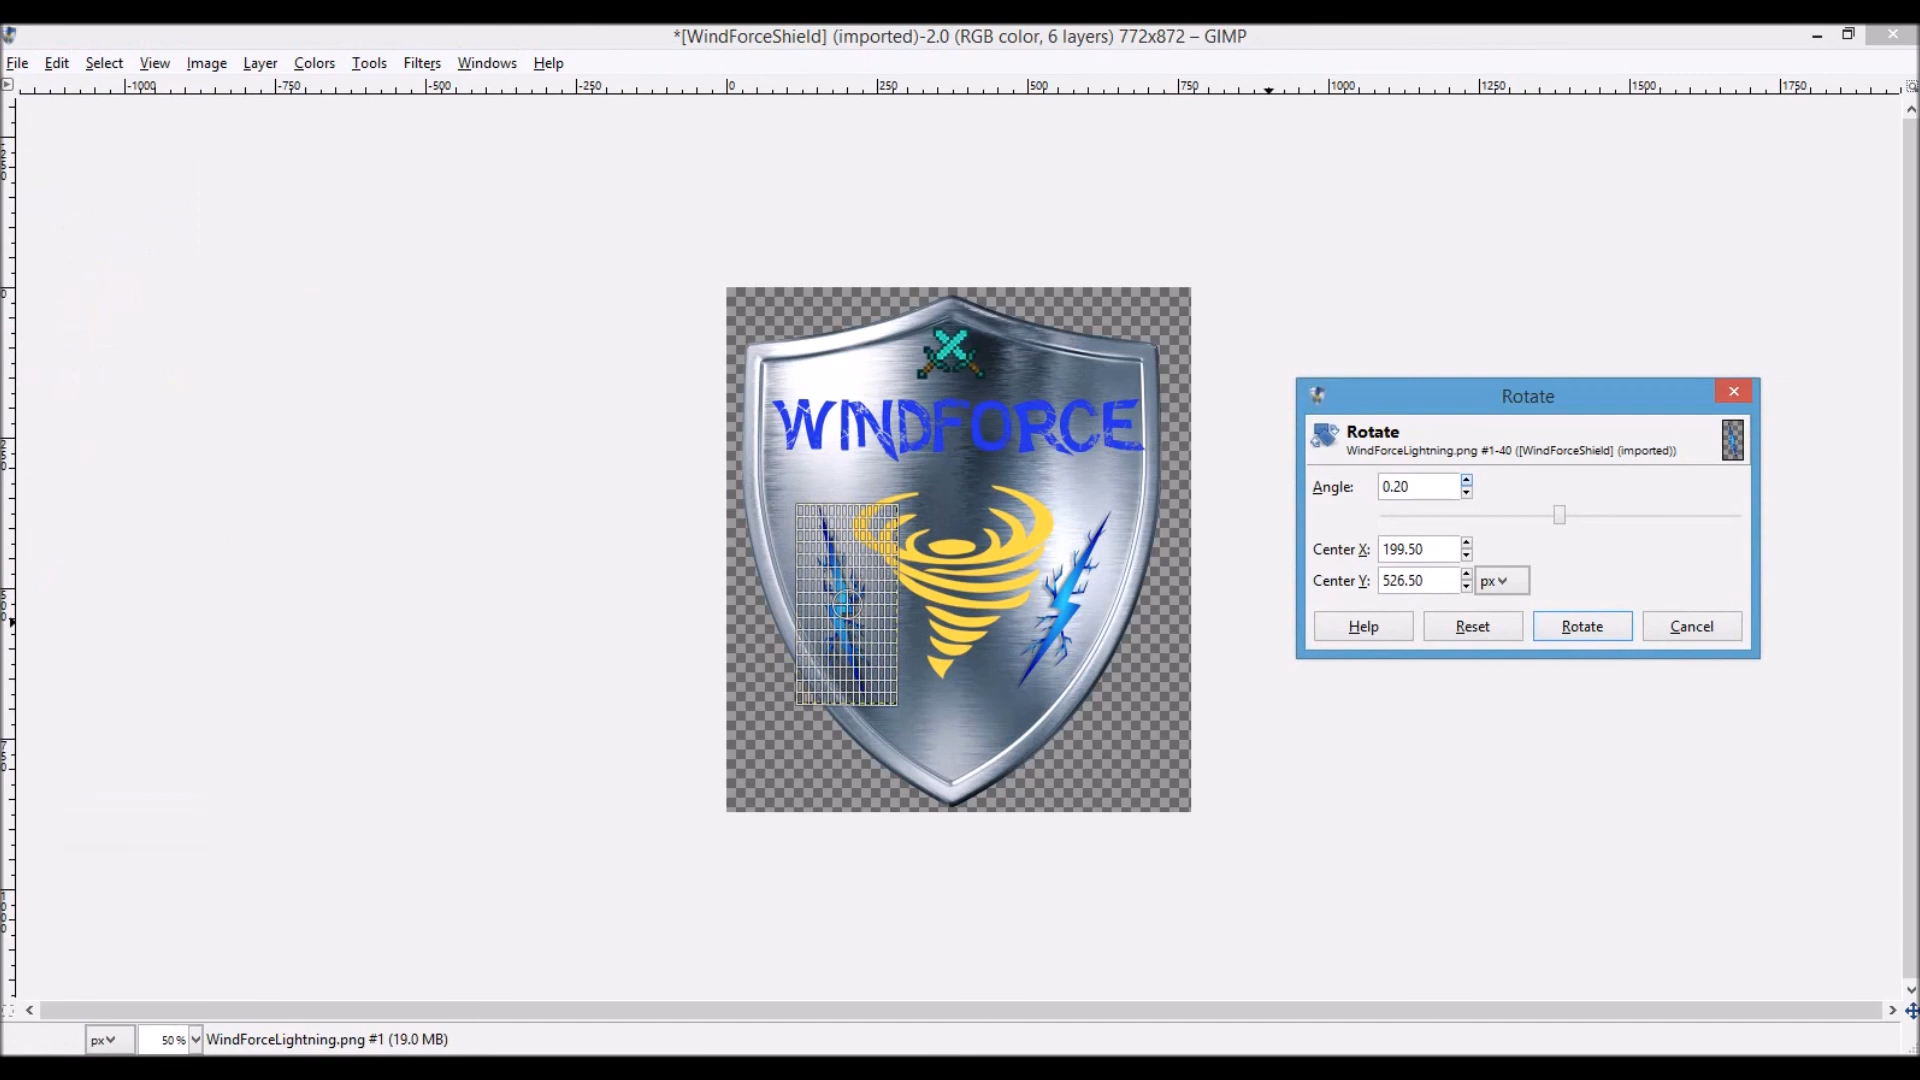 *[WindForceShield] (imported)-2.0 (RGB color, 6 layers) 772x872 – GIMP
File Edit Select View Image Layer Colors Tools Filters Windows Help
-1000 -750 -500 -250 0 250 500 750 1000 1250 1500 1750
WINDFORCE
Rotate
Rotate
WindForceLightning.png #1-40 ([WindForceShield] (imported))
Angle: 0.20
Center X: 199.50
Center Y: 526.50 px
Help Reset Rotate Cancel
px 50 % WindForceLightning.png #1 (19.0 MB)